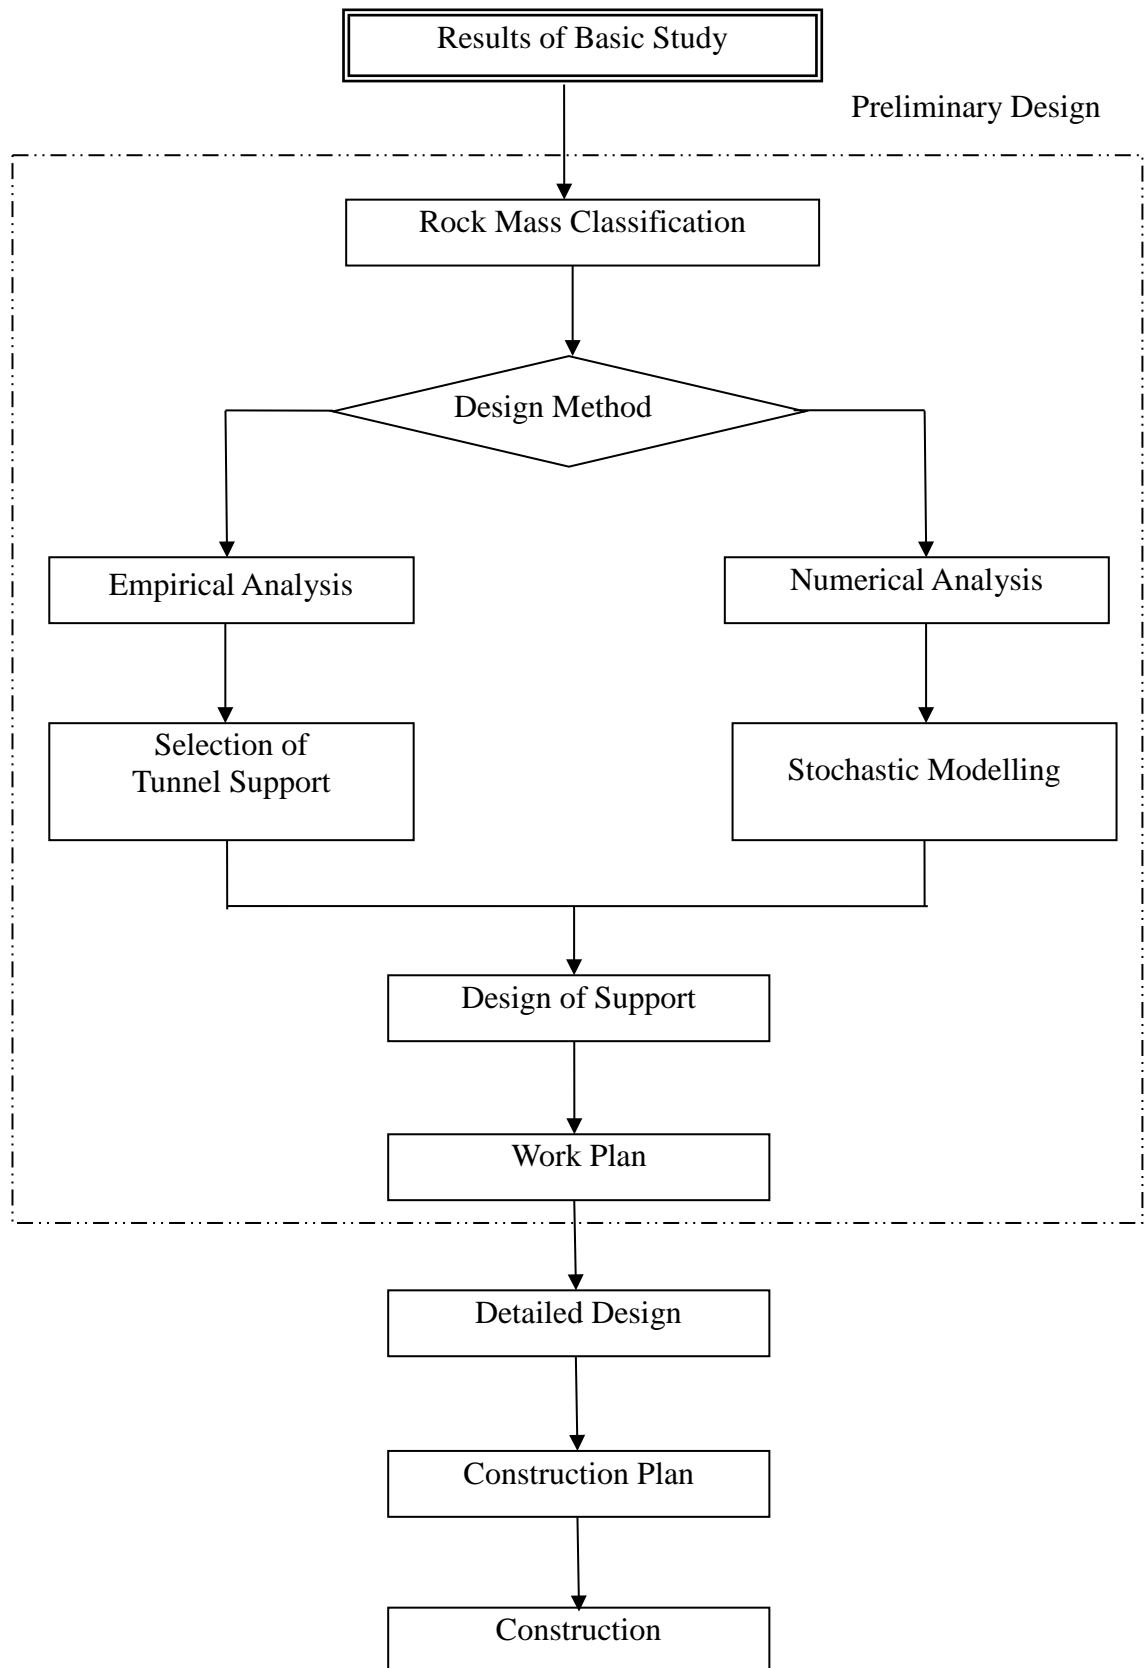 Results of Basic Study
Preliminary Design
Rock Mass Classification
Design Method
Empirical Analysis
Numerical Analysis
Selection of
Tunnel Support
Stochastic Modelling
Design of Support
Work Plan
Detailed Design
Construction Plan
Construction